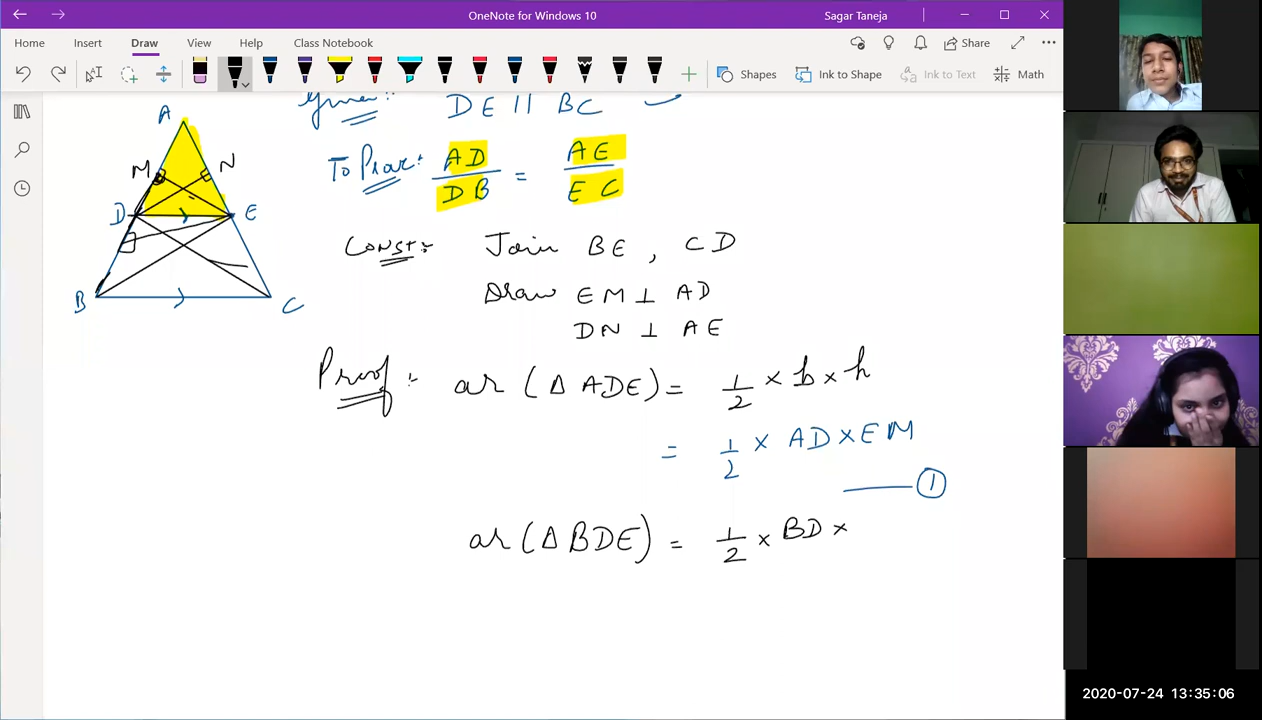 OneNote for Windows 10
Sagar Taneja
Home Insert Draw View Help Class Notebook
Share
Shapes Ink to Shape Ink to Text Math
Given:
DE || BC
A
M
N
D
E
B
C
To Prove: AD/DB = AE/EC
Const:
Join BE, CD
Draw EM ⊥ AD
DN ⊥ AE
Proof: ar (Δ ADE) = 1/2 × b × h
= 1/2 × AD × EM
①
ar (Δ BDE) = 1/2 × BD ×
2020-07-24 13:35:06